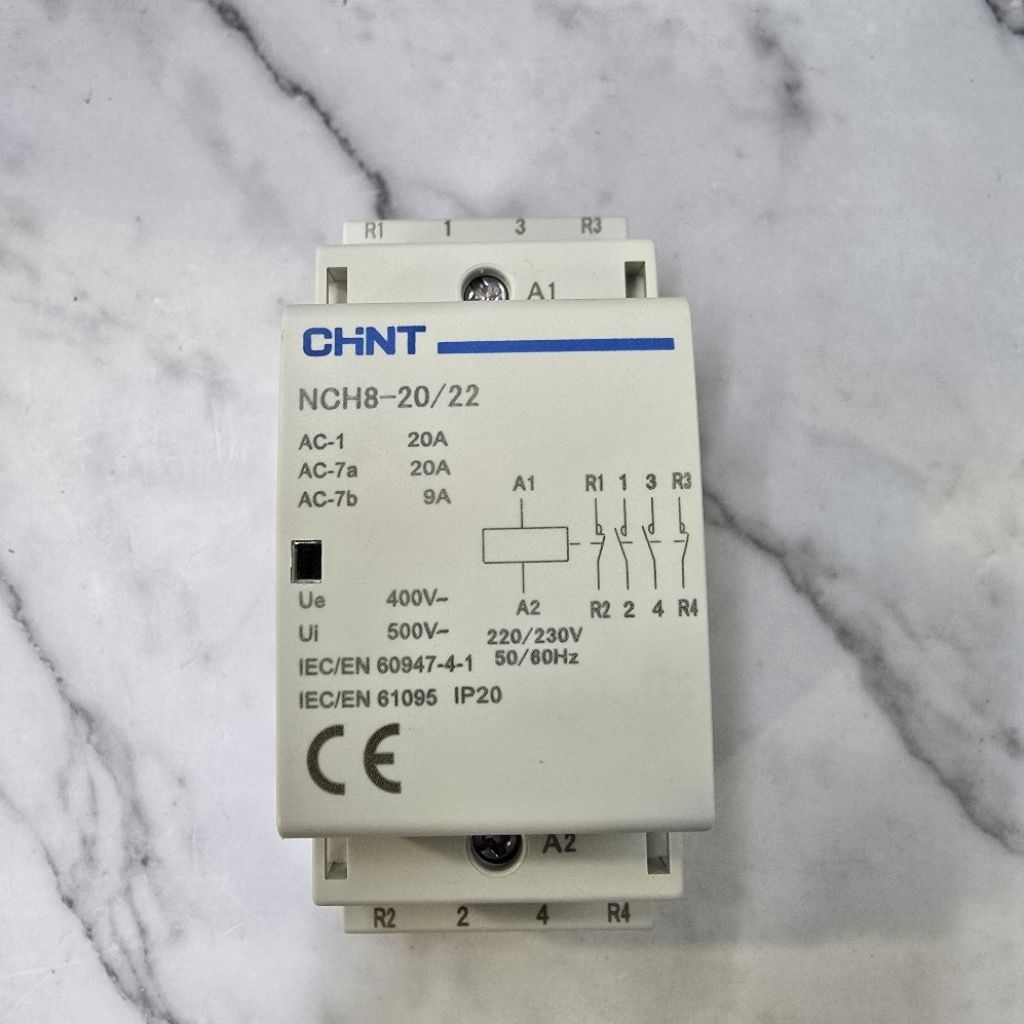 R1 1 3 R3
A1
CHINT
NCH8-20/22
AC-1 20A
AC-7a 20A
AC-7b 9A
A1 R1 1 3 R3
A2 R2 2 4 R4
220/230V
50/60Hz
Ue 400V~
Ui 500V~
IEC/EN 60947-4-1
IEC/EN 61095 IP20
CE
A2
R2 2 4 R4